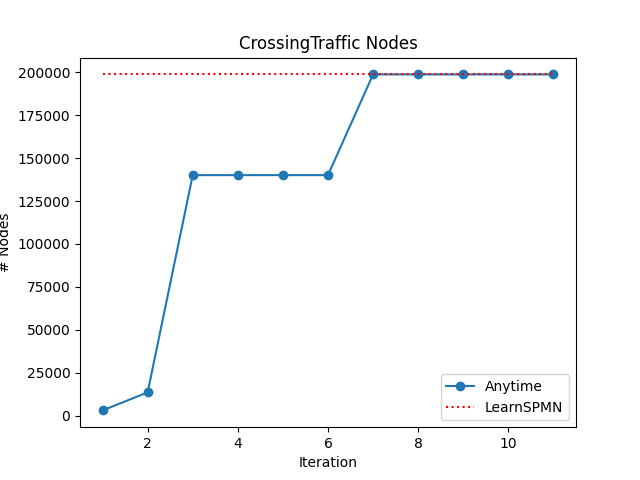 CrossingTraffic Nodes
200000
175000
150000
125000
100000
75000
50000
25000
0
# Nodes
2 4 6 8 10
Iteration
Anytime
LearnSPMN